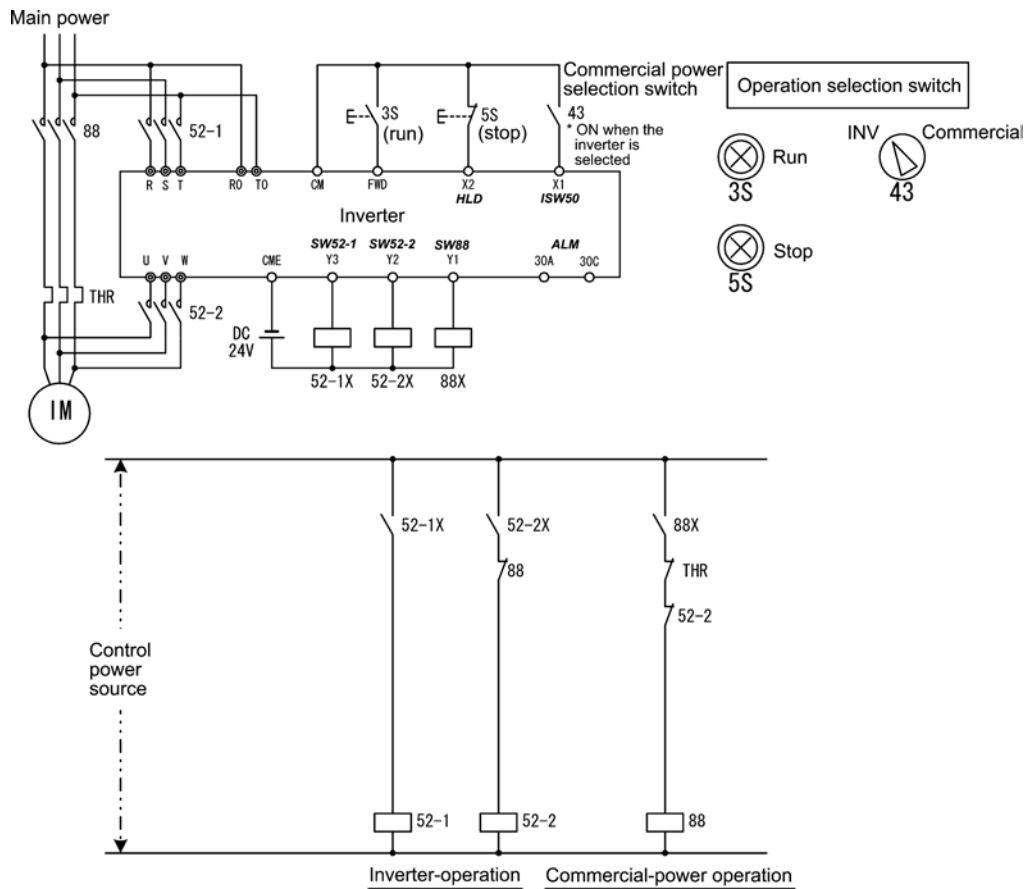 Main power
88
52-1
3S
(run)
5S
(stop)
Commercial power
selection switch
43
* ON when the
inverter is
selected
Operation selection switch
Run
3S
INV
Commercial
43
Stop
5S
R S T R0 T0 CM FWD X2 X1
HLD ISW50
Inverter
SW52-1 SW52-2 SW88 ALM
U V W CME Y3 Y2 Y1 30A 30C
THR
52-2
DC
24V
52-1X 52-2X 88X
IM
52-1X
52-2X
88
88X
THR
52-2
Control
power
source
52-1
52-2
88
Inverter-operation
Commercial-power operation